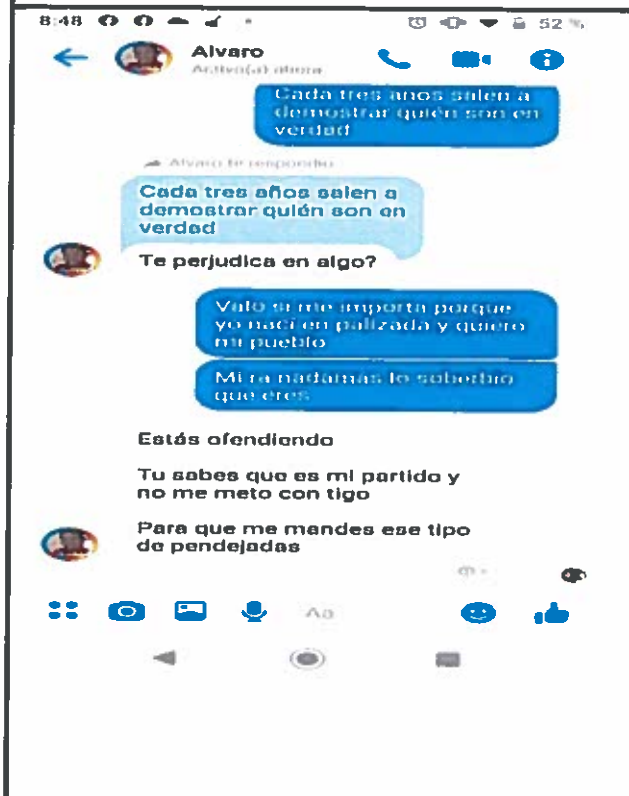 8:48
52 %
Alvaro
Activo(a) ahora
Cada tres años salen a
demostrar quién son en
verdad
Alvaro te respondió
Cada tres años salen a
demostrar quién son en
verdad
Te perjudica en algo?
Valo si me importa porque
yo nací en palizada y quiero
mi pueblo
Mira nadamas lo soberbio
que eres
Estás ofendiendo
Tu sabes que es mi partido y
no me meto con tigo
Para que me mandes ese tipo
de pendejadas
Aa